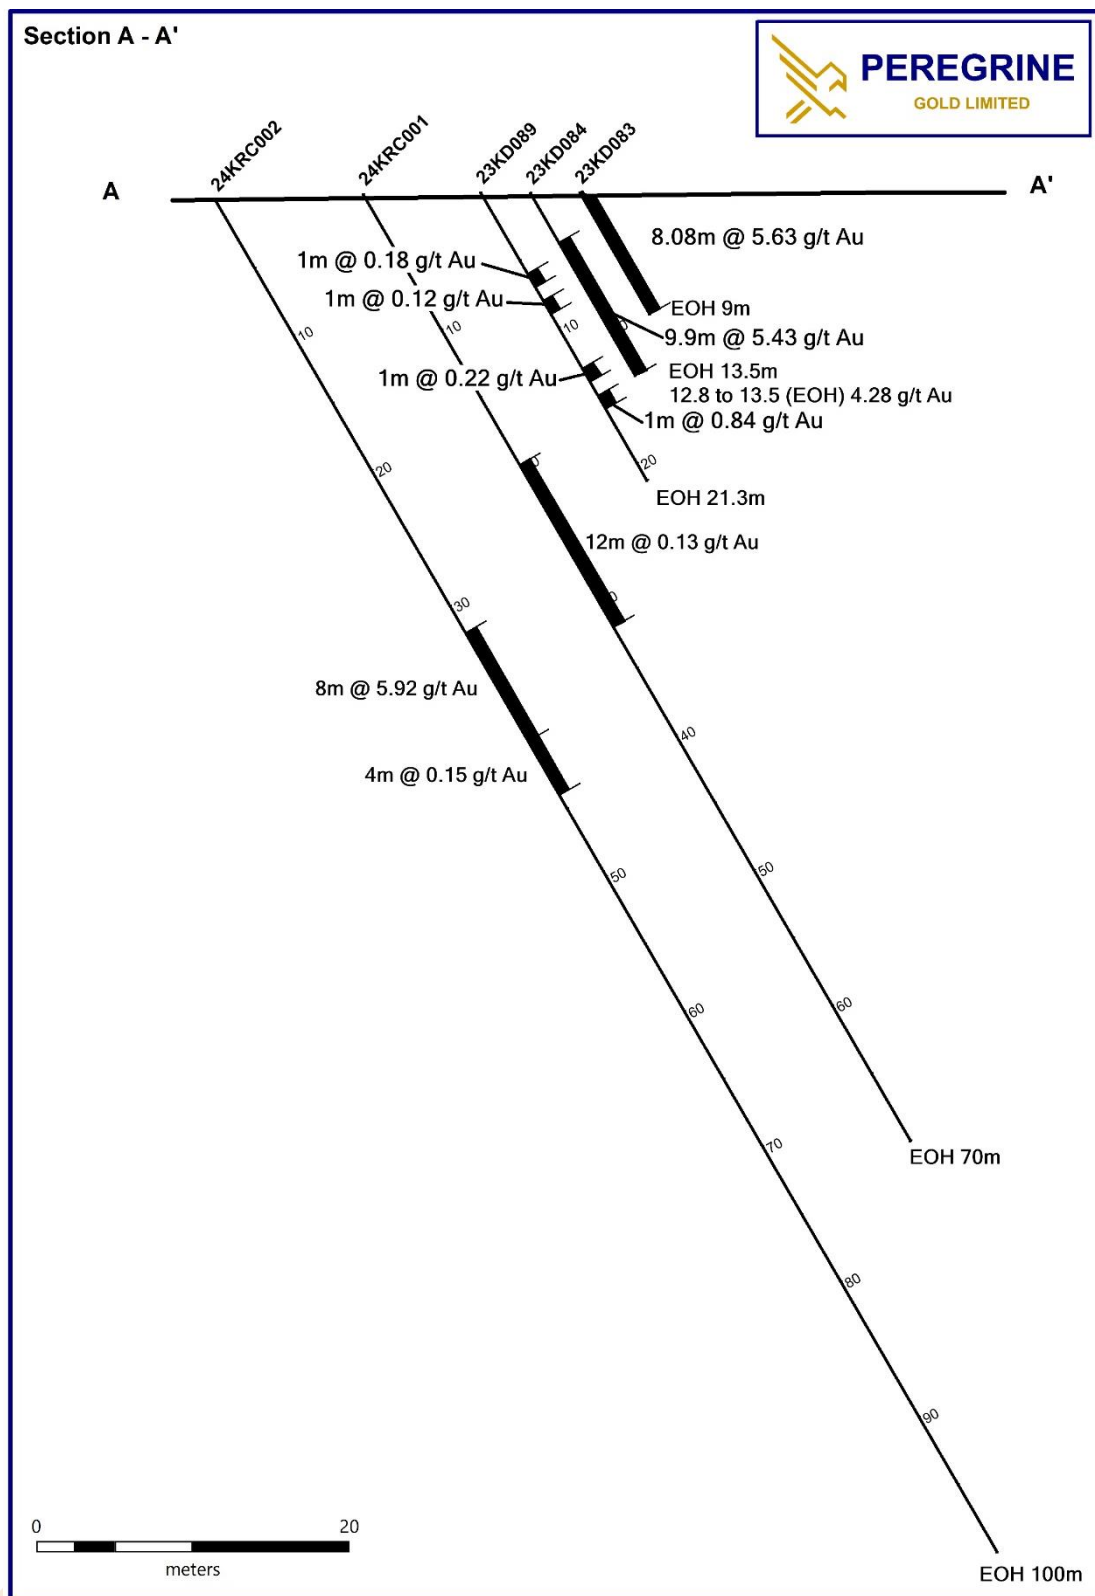 Section A - A'
PEREGRINE
GOLD LIMITED
24KRC002
24KRC001
23KD089
23KD084
23KD083
A
A'
8.08m @ 5.63 g/t Au
1m @ 0.18 g/t Au
1m @ 0.12 g/t Au
EOH 9m
10
10
10
0
9.9m @ 5.43 g/t Au
EOH 13.5m
1m @ 0.22 g/t Au
12.8 to 13.5 (EOH) 4.28 g/t Au
1m @ 0.84 g/t Au
20
0
20
EOH 21.3m
12m @ 0.13 g/t Au
30
0
8m @ 5.92 g/t Au
40
4m @ 0.15 g/t Au
50
50
60
60
70
EOH 70m
80
90
0
20
meters
EOH 100m